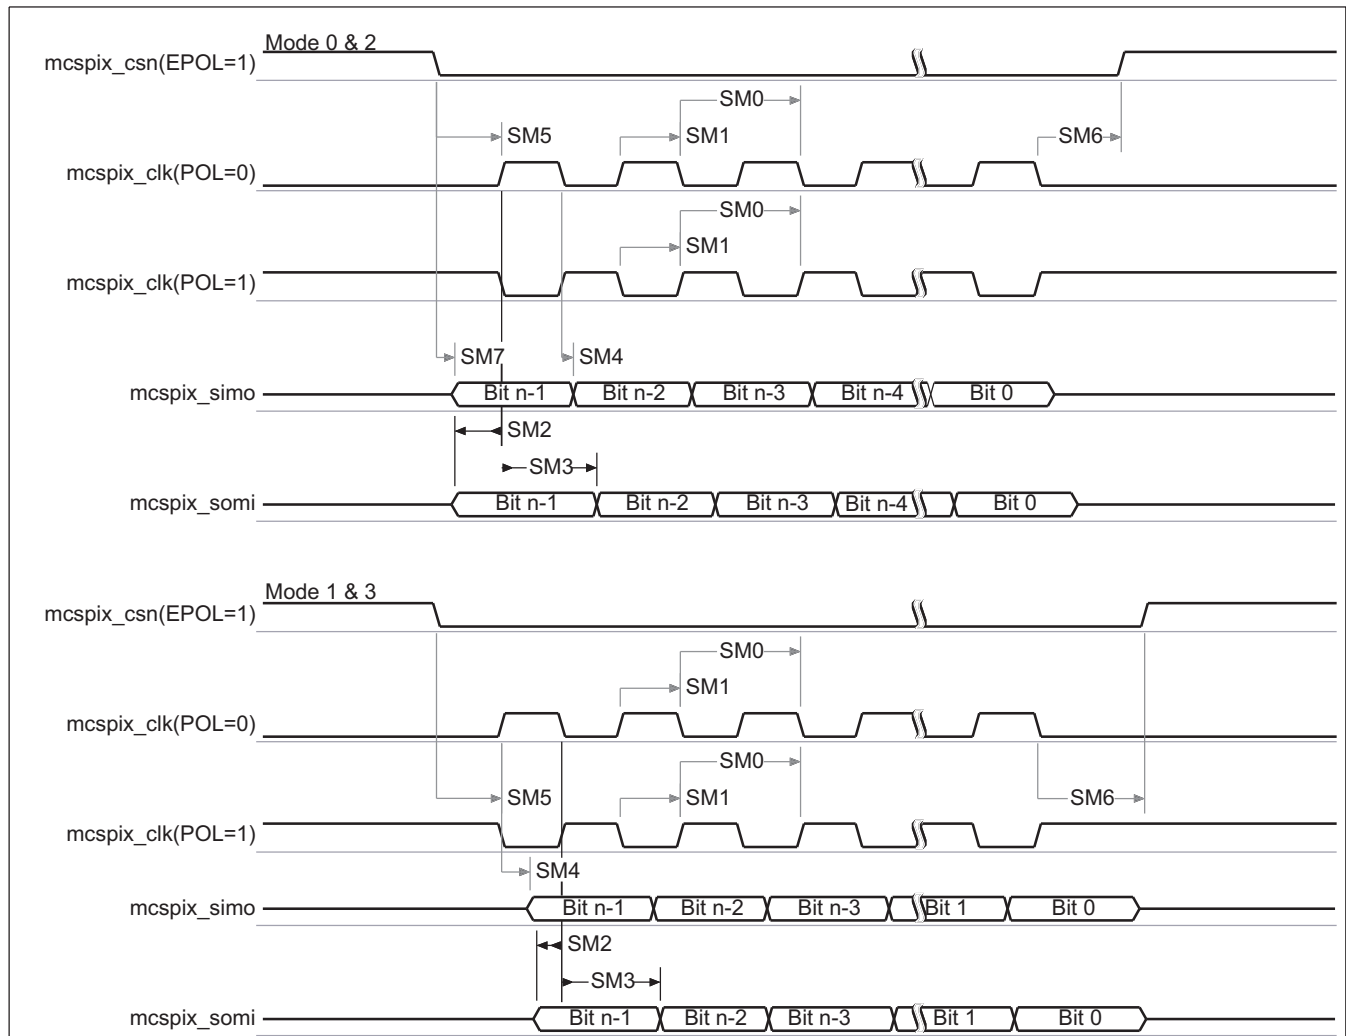 Mode 0 & 2
mcspix_csn(EPOL=1)
SM0
SM5
SM1
SM6
mcspix_clk(POL=0)
SM0
SM1
mcspix_clk(POL=1)
SM7
SM4
mcspix_simo
Bit n-1
Bit n-2
Bit n-3
Bit n-4
Bit 0
SM2
SM3
mcspix_somi
Bit n-1
Bit n-2
Bit n-3
Bit n-4
Bit 0
Mode 1 & 3
mcspix_csn(EPOL=1)
SM0
SM1
mcspix_clk(POL=0)
SM0
SM5
SM1
SM6
mcspix_clk(POL=1)
SM4
mcspix_simo
Bit n-1
Bit n-2
Bit n-3
Bit 1
Bit 0
SM2
SM3
mcspix_somi
Bit n-1
Bit n-2
Bit n-3
Bit 1
Bit 0